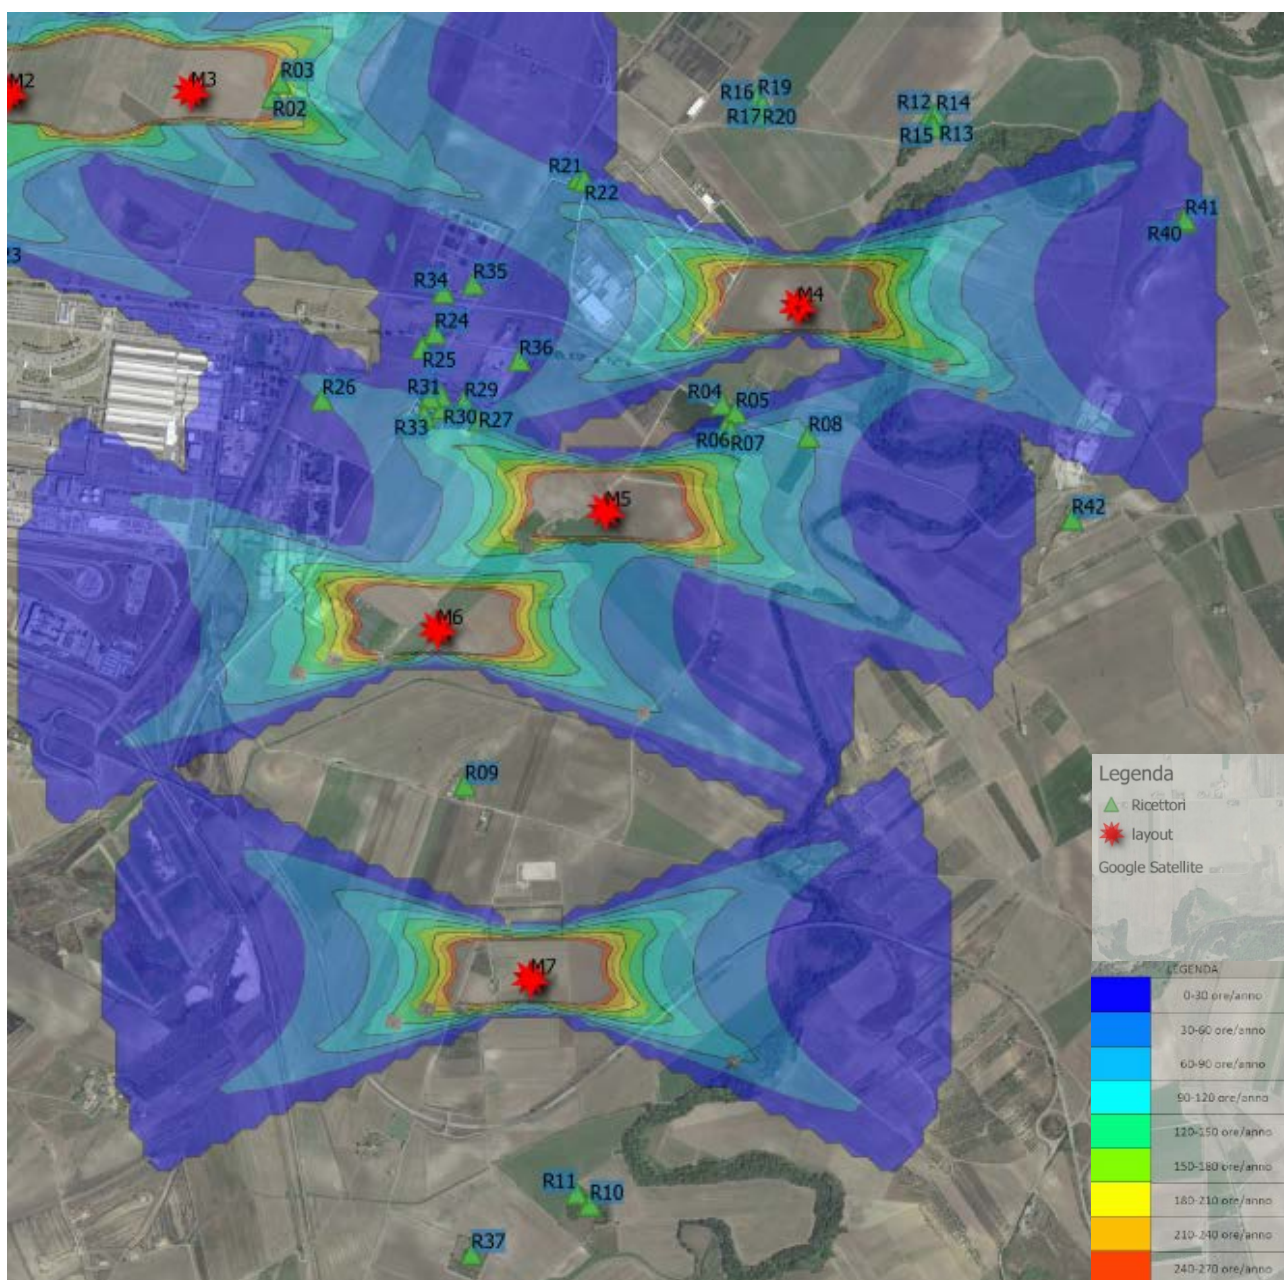 M2
M3
R03
R02
R16 R19
R17 R20
R12 R14
R15 R13
R21
R22
R41
R40
R3
R34 R35
M4
R24
R25
R36
R26
R31 R29
R33 R30 R27
R04 R05
R06 R07
R08
M5
R42
M6
R09
M7
R11
R10
R37
Legenda
Ricettori
layout
Google Satellite
LEGENDA
0-30 ore/anno
30-60 ore/anno
60-90 ore/anno
90-120 ore/anno
120-150 ore/anno
150-180 ore/anno
180-210 ore/anno
210-240 ore/anno
240-270 ore/anno